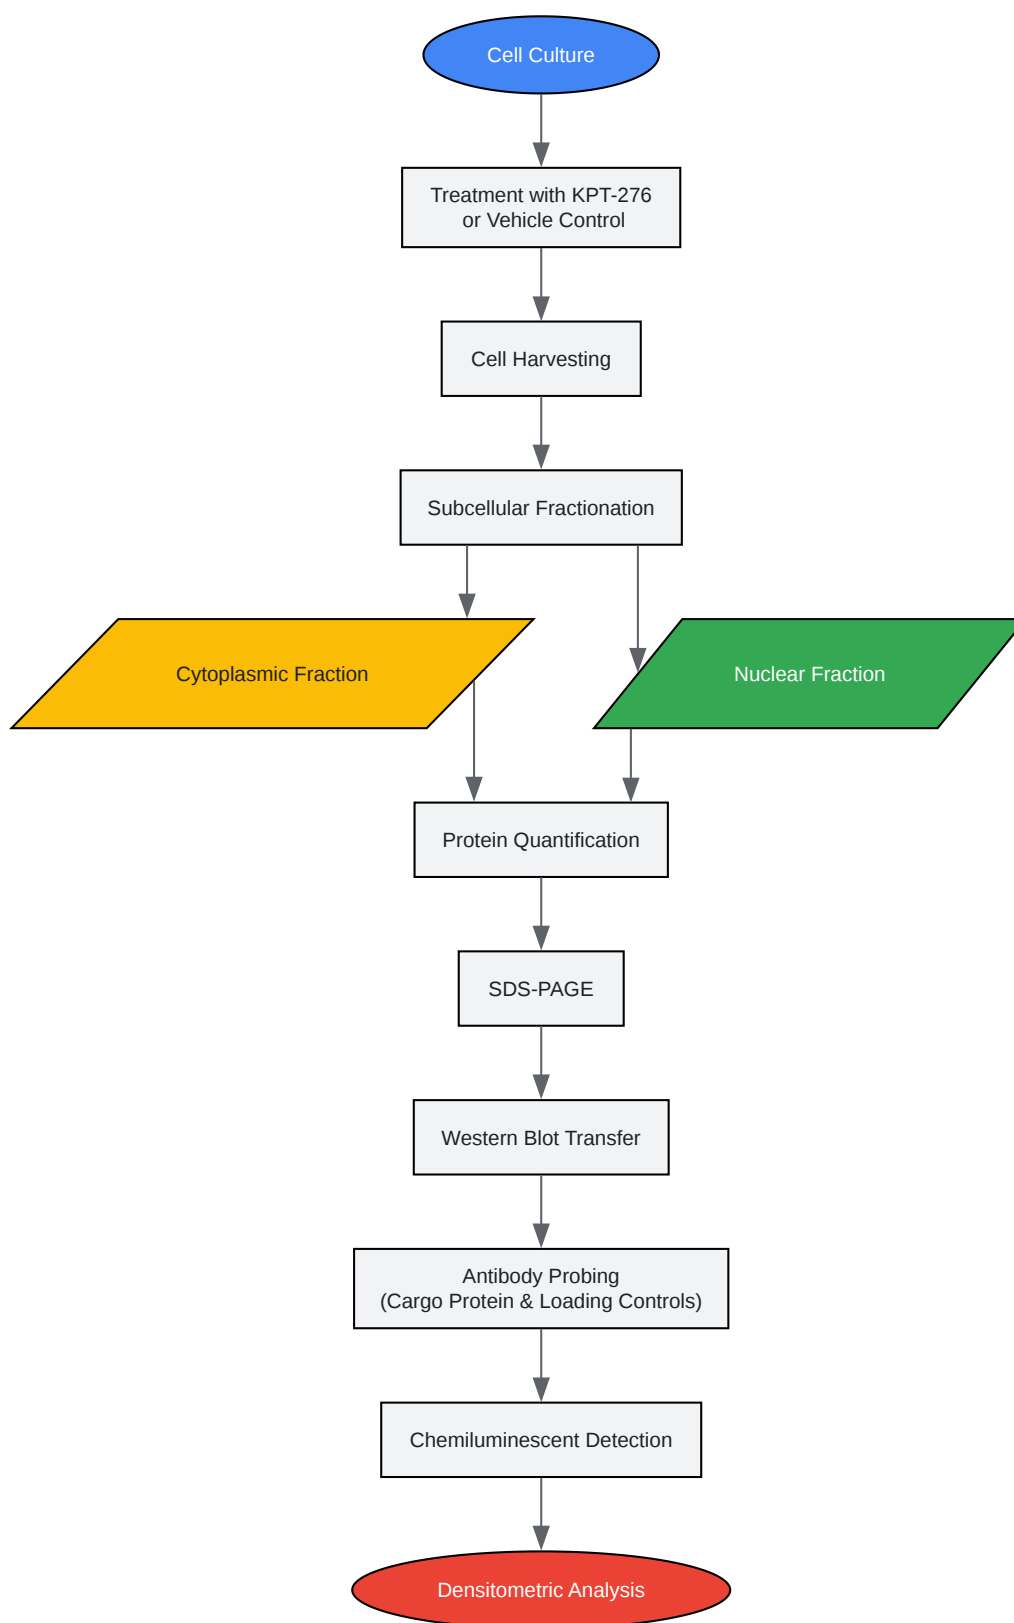 Cell Culture
Treatment with KPT-276
or Vehicle Control
Cell Harvesting
Subcellular Fractionation
Cytoplasmic Fraction
Nuclear Fraction
Protein Quantification
SDS-PAGE
Western Blot Transfer
Antibody Probing
(Cargo Protein & Loading Controls)
Chemiluminescent Detection
Densitometric Analysis